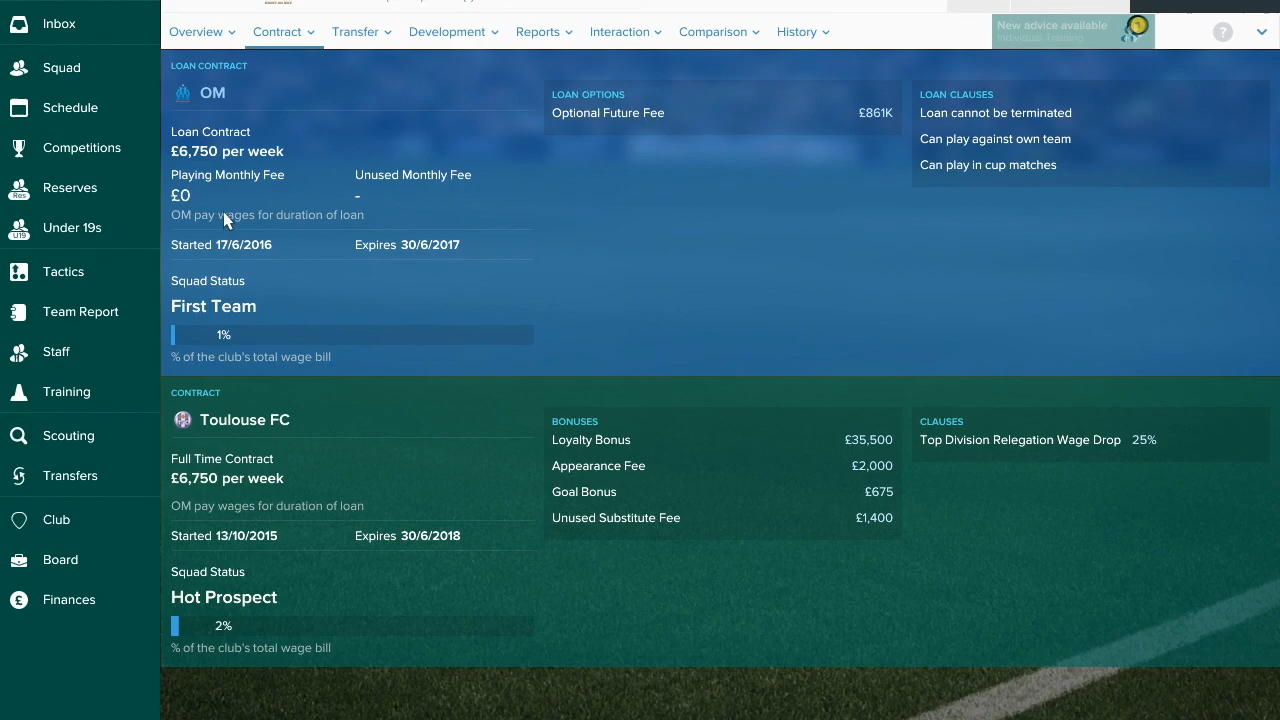 Inbox
Squad
Schedule
Competitions
Res
Reserves
U19
Under 19s
Tactics
Team Report
Staff
Training
Scouting
Transfers
Club
Board
£ Finances
Overview Contract Transfer Development Reports Interaction Comparison History
New advice available
Individual Training
?
LOAN CONTRACT
OM
Loan Contract
£6,750 per week
Playing Monthly Fee Unused Monthly Fee
£0 -
OM pay wages for duration of loan
Started 17/6/2016 Expires 30/6/2017
Squad Status
First Team
1%
% of the club's total wage bill
LOAN OPTIONS
Optional Future Fee £861K
LOAN CLAUSES
Loan cannot be terminated
Can play against own team
Can play in cup matches
CONTRACT
Toulouse FC
Full Time Contract
£6,750 per week
OM pay wages for duration of loan
Started 13/10/2015 Expires 30/6/2018
Squad Status
Hot Prospect
2%
% of the club's total wage bill
BONUSES
Loyalty Bonus £35,500
Appearance Fee £2,000
Goal Bonus £675
Unused Substitute Fee £1,400
CLAUSES
Top Division Relegation Wage Drop 25%